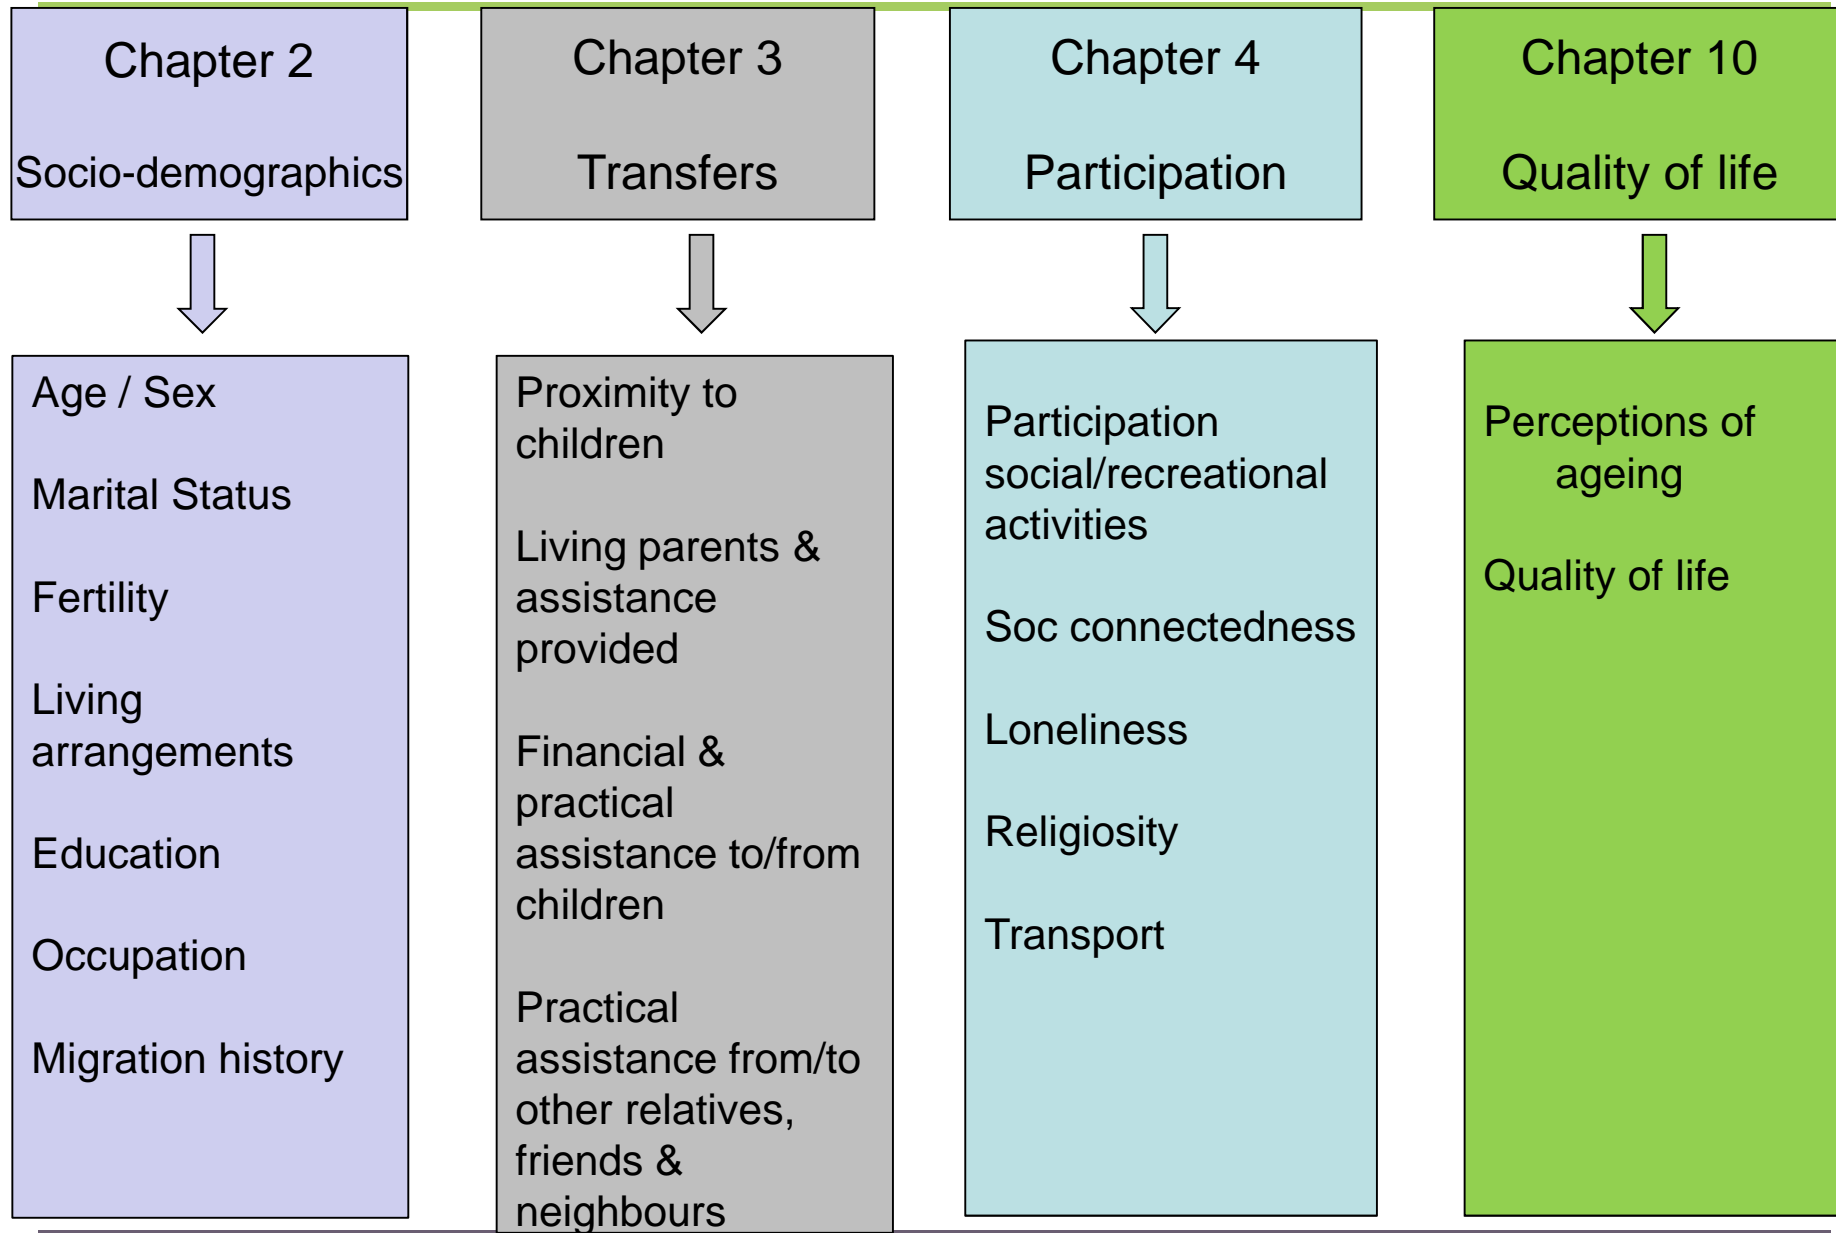 Chapter 2
Socio-demographics
Chapter 3
Transfers
Chapter 4
Participation
Chapter 10
Quality of life
Age / Sex
Marital Status
Fertility
Living
arrangements
Education
Occupation
Migration history
Proximity to
children
Living parents &
assistance
provided
Financial &
practical
assistance to/from
children
Practical
assistance from/to
other relatives,
friends &
neighbours
Participation
social/recreational
activities
Soc connectedness
Loneliness
Religiosity
Transport
Perceptions of
ageing
Quality of life